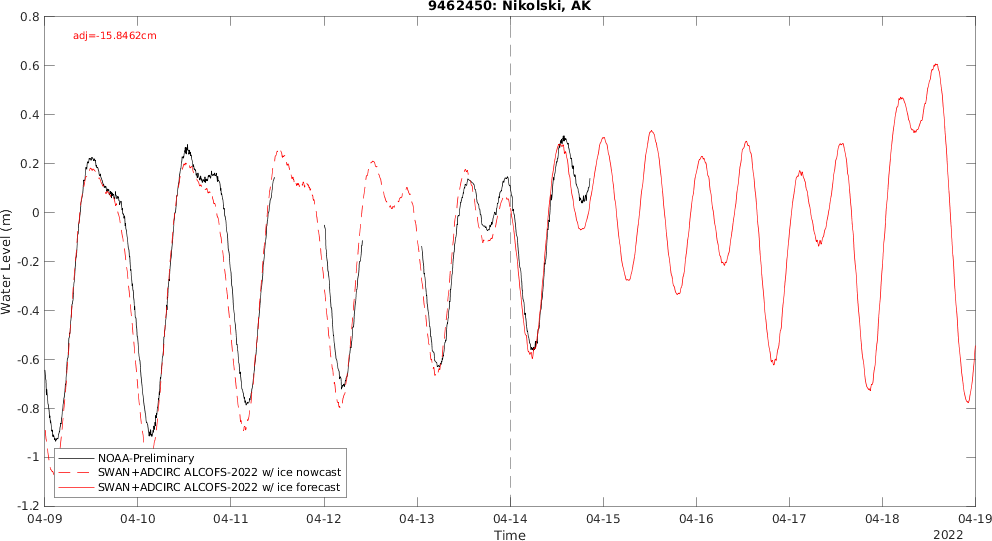 9462450: Nikolski, AK
adj=-15.8462cm
0.8
0.6
0.4
0.2
0
-0.2
-0.4
-0.6
-0.8
-1
-1.2
Water Level (m)
NOAA-Preliminary
SWAN+ADCIRC ALCOFS-2022 w/ ice nowcast
SWAN+ADCIRC ALCOFS-2022 w/ ice forecast
04-09 04-10 04-11 04-12 04-13 04-14 04-15 04-16 04-17 04-18 04-19
Time
2022